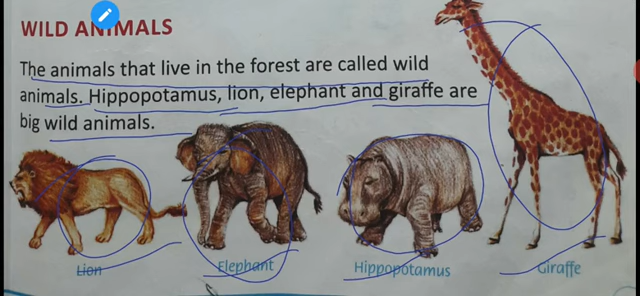 WILD ANIMALS
The animals that live in the forest are called wild
animals. Hippopotamus, lion, elephant and giraffe are
big wild animals.
Lion Elephant Hippopotamus Giraffe